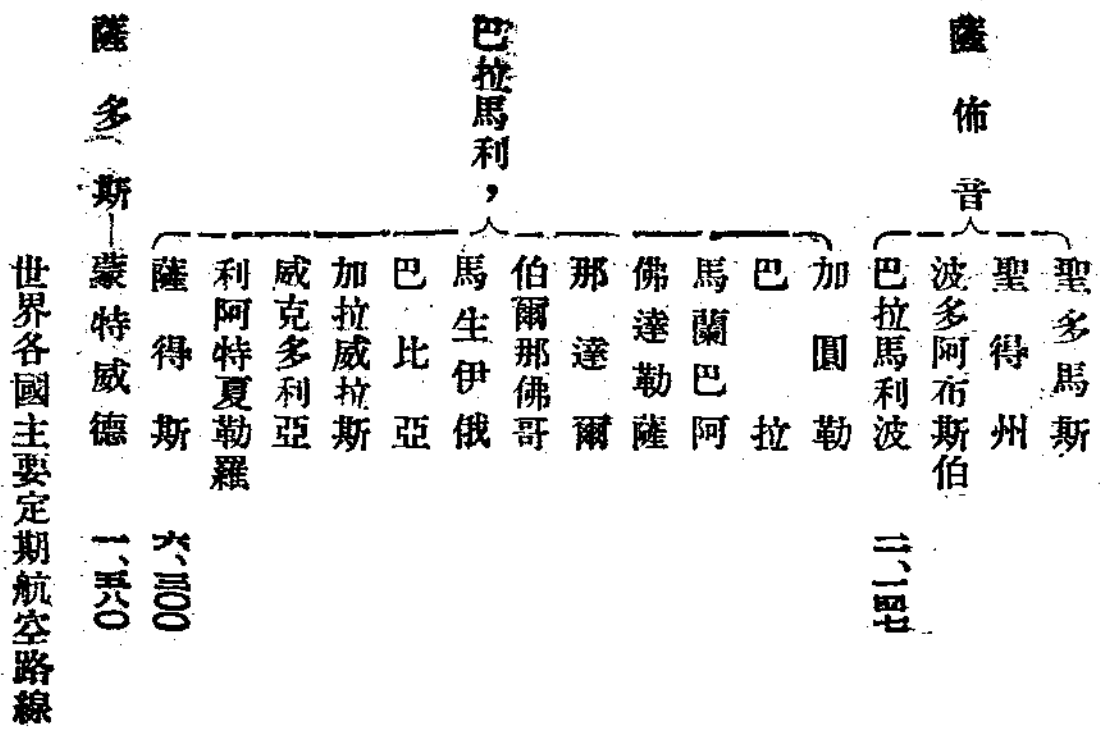 薩佈音
聖多馬斯
聖得州
波多阿布斯伯
巴拉馬利波 二、一四七
巴拉馬利，
加圓勒
巴拉
馬蘭巴阿
佛達勒薩
那達爾
伯爾那佛哥
馬生伊俄
巴比亞
加拉威拉斯
威克多利亞
利阿特夏勒羅
薩得斯 六、三〇〇
薩多斯—蒙特威德 一、五八〇
世界各國主要定期航空路線